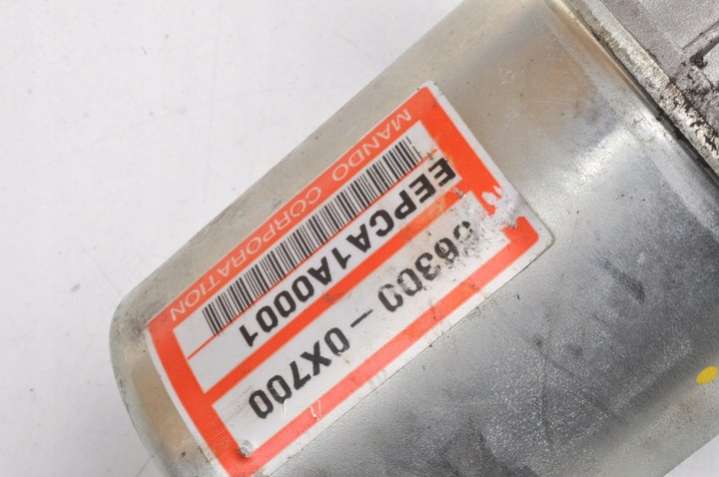 MANDO CORPORATION
EEPCA1A0001
56300-0X700